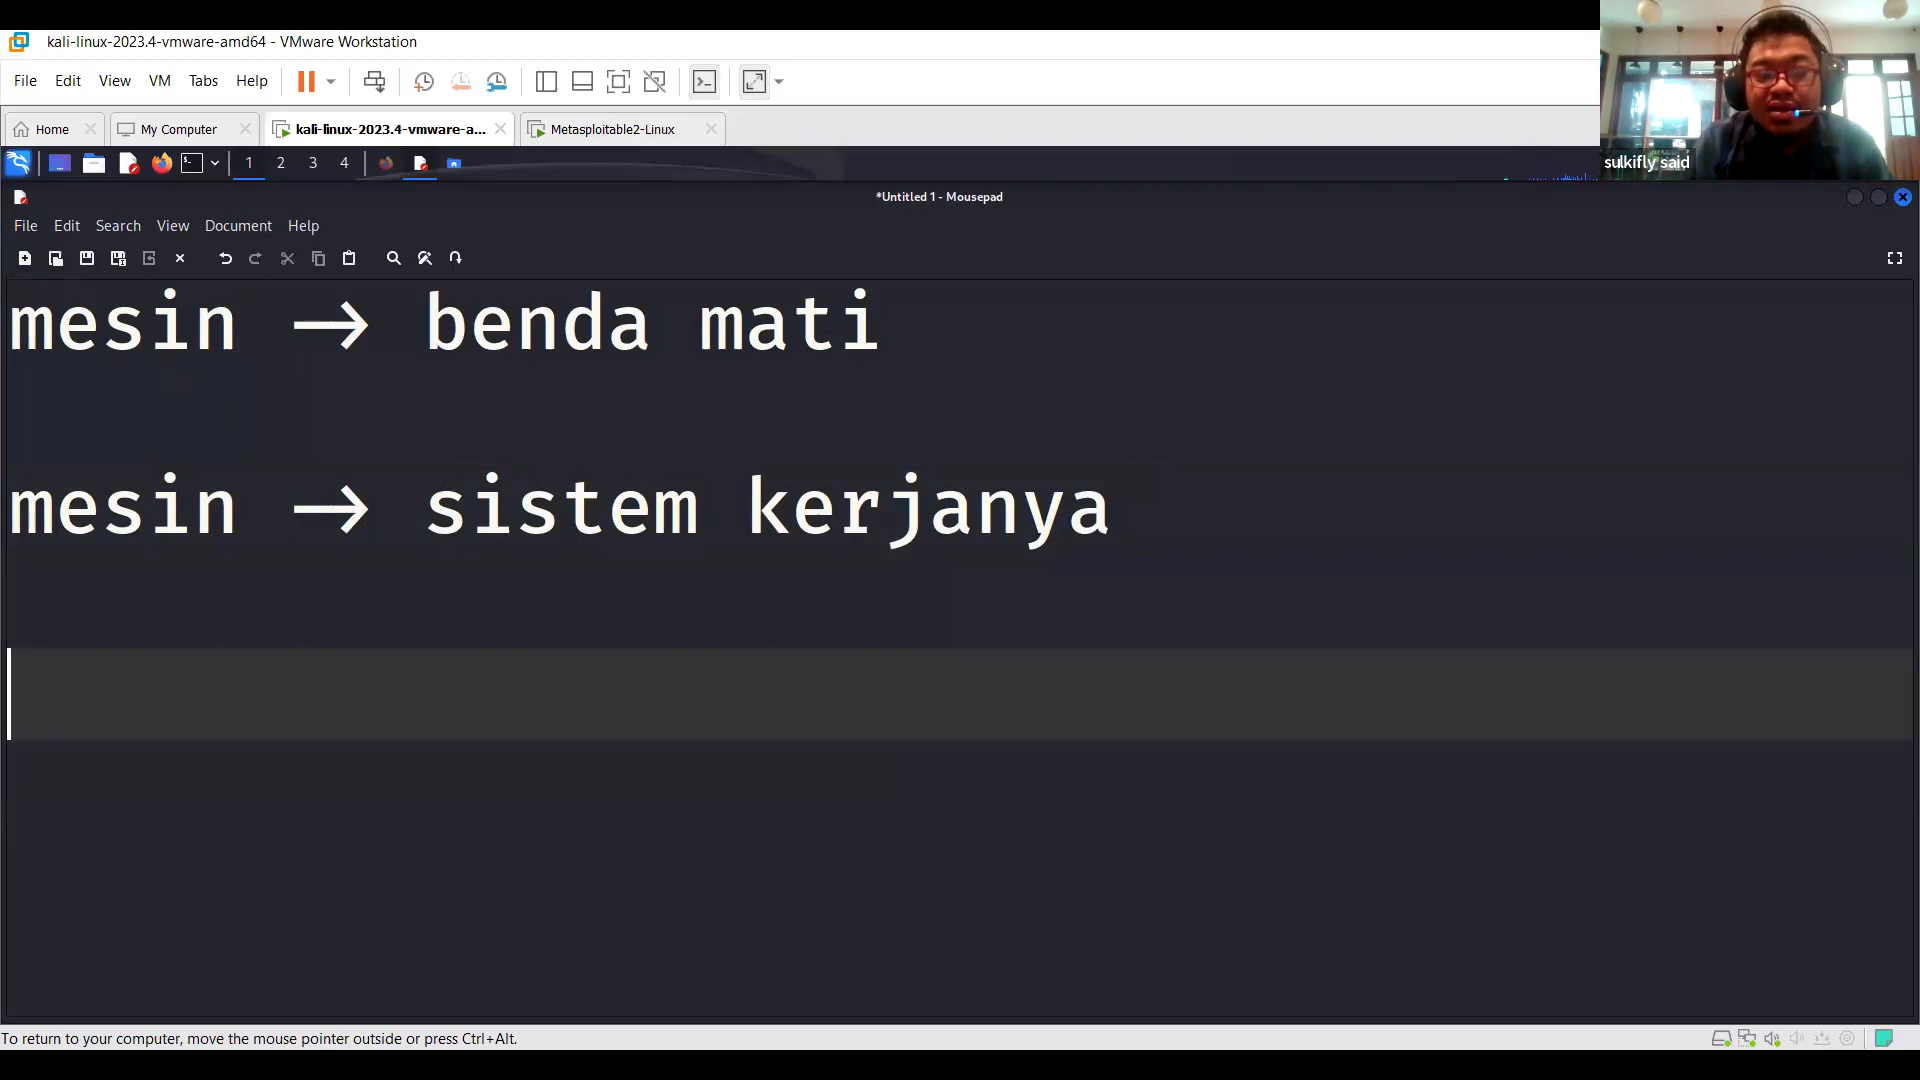 kali-linux-2023.4-vmware-amd64 - VMware Workstation
File Edit View VM Tabs Help
Home My Computer kali-linux-2023.4-vmware-a... Metasploitable2-Linux
1 2 3 4
sulkifly said
*Untitled 1 - Mousepad
File Edit Search View Document Help
mesin → benda mati
mesin → sistem kerjanya
To return to your computer, move the mouse pointer outside or press Ctrl+Alt.